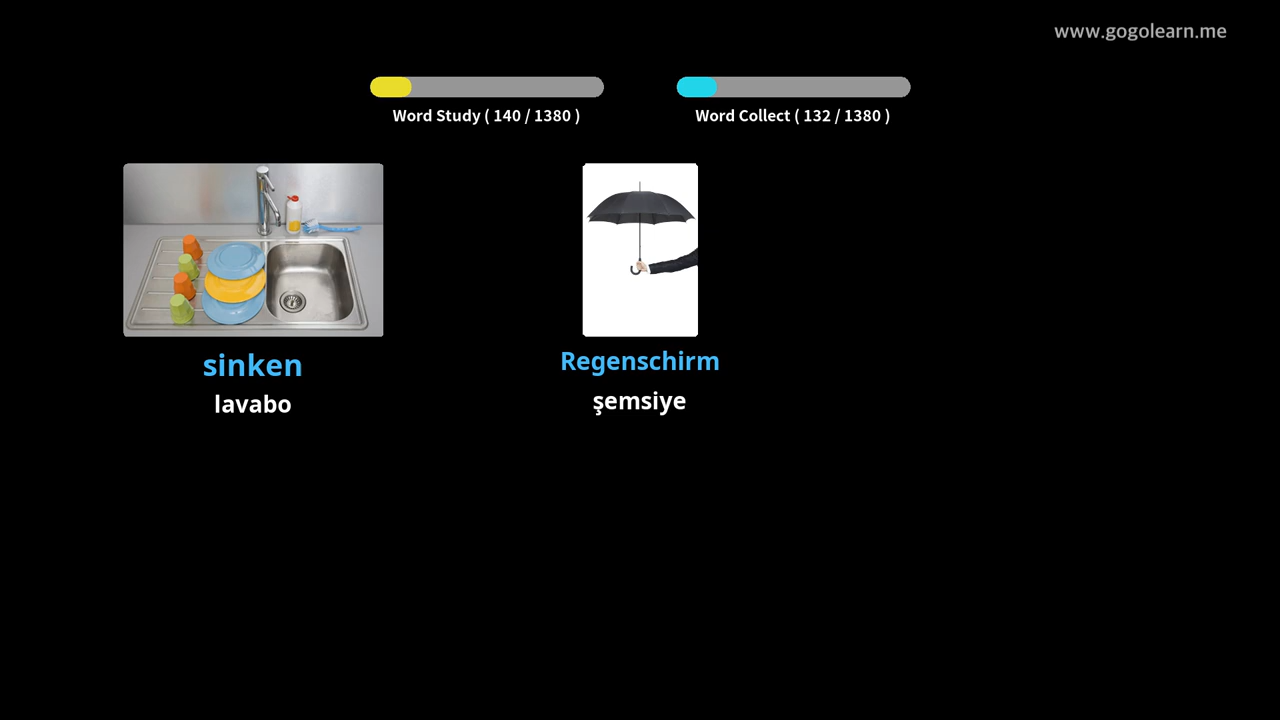 www.gogolearn.me
Word Study ( 140 / 1380 )
Word Collect ( 132 / 1380 )
sinken
lavabo
Regenschirm
şemsiye